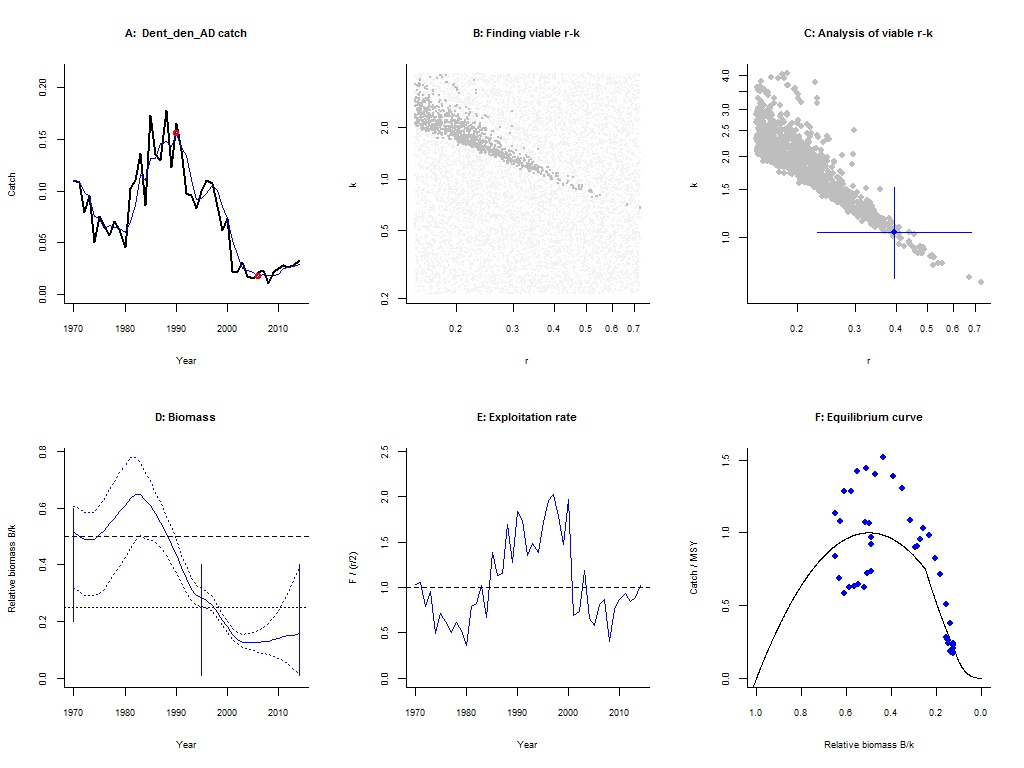 A: Dent_den_AD catch
Catch
0.00 0.05 0.10 0.15 0.20
1970 1980 1990 2000 2010
Year
B: Finding viable r-k
k
0.2 0.5 1.0 2.0
0.2 0.3 0.4 0.5 0.6 0.7
r
C: Analysis of viable r-k
k
1.0 1.5 2.0 2.5 3.0 4.0
0.2 0.3 0.4 0.5 0.6 0.7
r
D: Biomass
Relative biomass B/k
0.0 0.2 0.4 0.6 0.8
1970 1980 1990 2000 2010
Year
E: Exploitation rate
F / (r/2)
0.0 0.5 1.0 1.5 2.0 2.5
1970 1980 1990 2000 2010
Year
F: Equilibrium curve
Catch / MSY
0.0 0.5 1.0 1.5
1.0 0.8 0.6 0.4 0.2 0.0
Relative biomass B/k